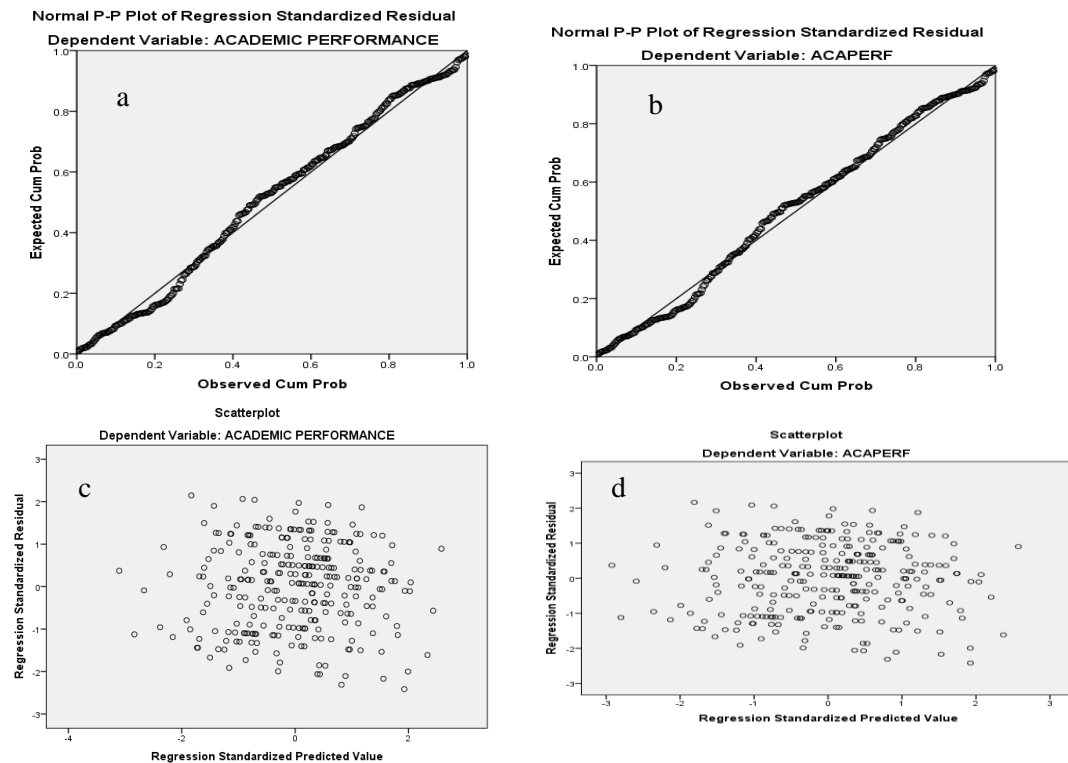 Normal P-P Plot of Regression Standardized Residual
Dependent Variable: ACADEMIC PERFORMANCE
a
1.0
0.8
0.6
0.4
0.2
0.0
Expected Cum Prob
0.0 0.2 0.4 0.6 0.8 1.0
Observed Cum Prob
Normal P-P Plot of Regression Standardized Residual
Dependent Variable: ACAPERF
b
1.0
0.8
0.6
0.4
0.2
0.0
Expected Cum Prob
0.0 0.2 0.4 0.6 0.8 1.0
Observed Cum Prob
Scatterplot
Dependent Variable: ACADEMIC PERFORMANCE
c
3
2
1
0
-1
-2
-3
Regression Standardized Residual
-4 -2 0 2
Regression Standardized Predicted Value
Scatterplot
Dependent Variable: ACAPERF
d
3
2
1
0
-1
-2
-3
Regression Standardized Residual
-3 -2 -1 0 1 2 3
Regression Standardized Predicted Value